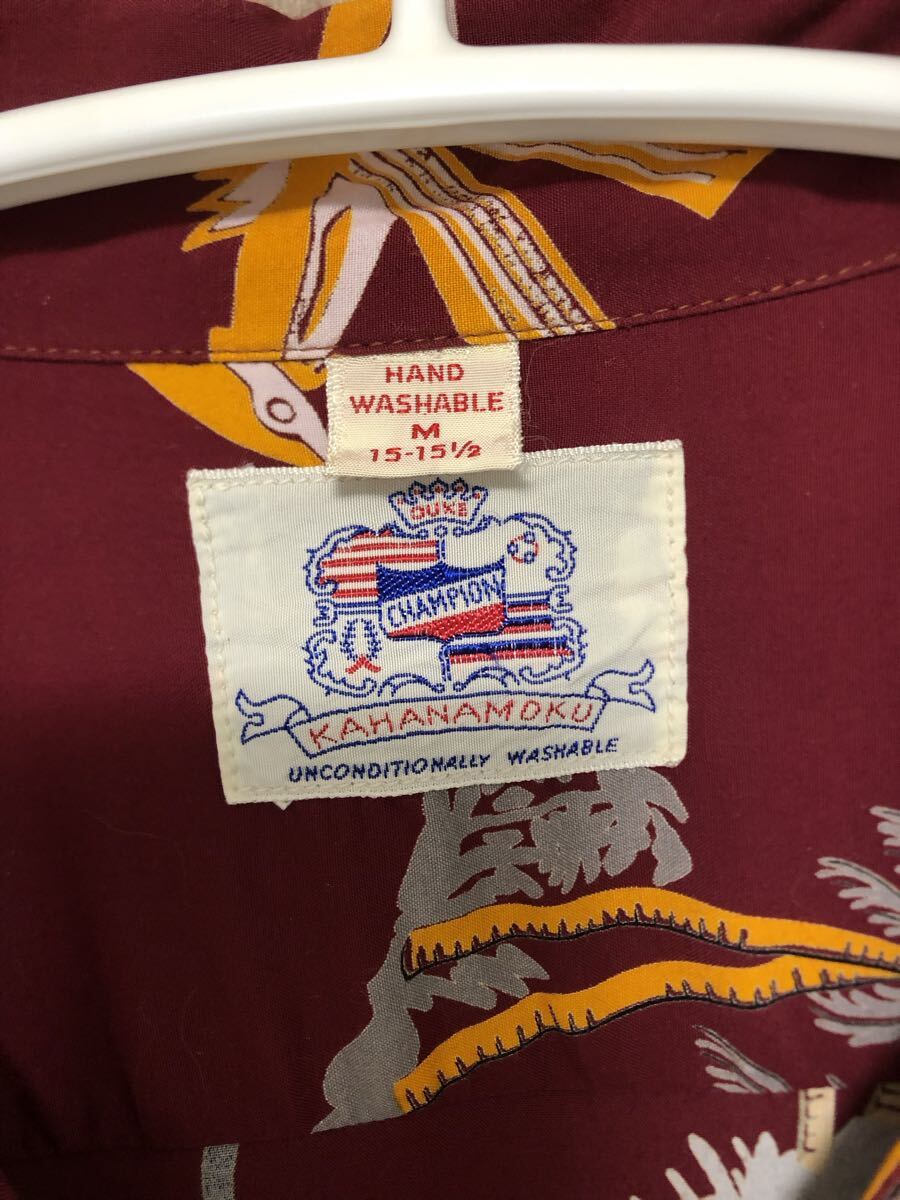 HAND
WASHABLE
M
15-15½
DUKE
CHAMPION
KAHANAMOKU
UNCONDITIONALLY WASHABLE